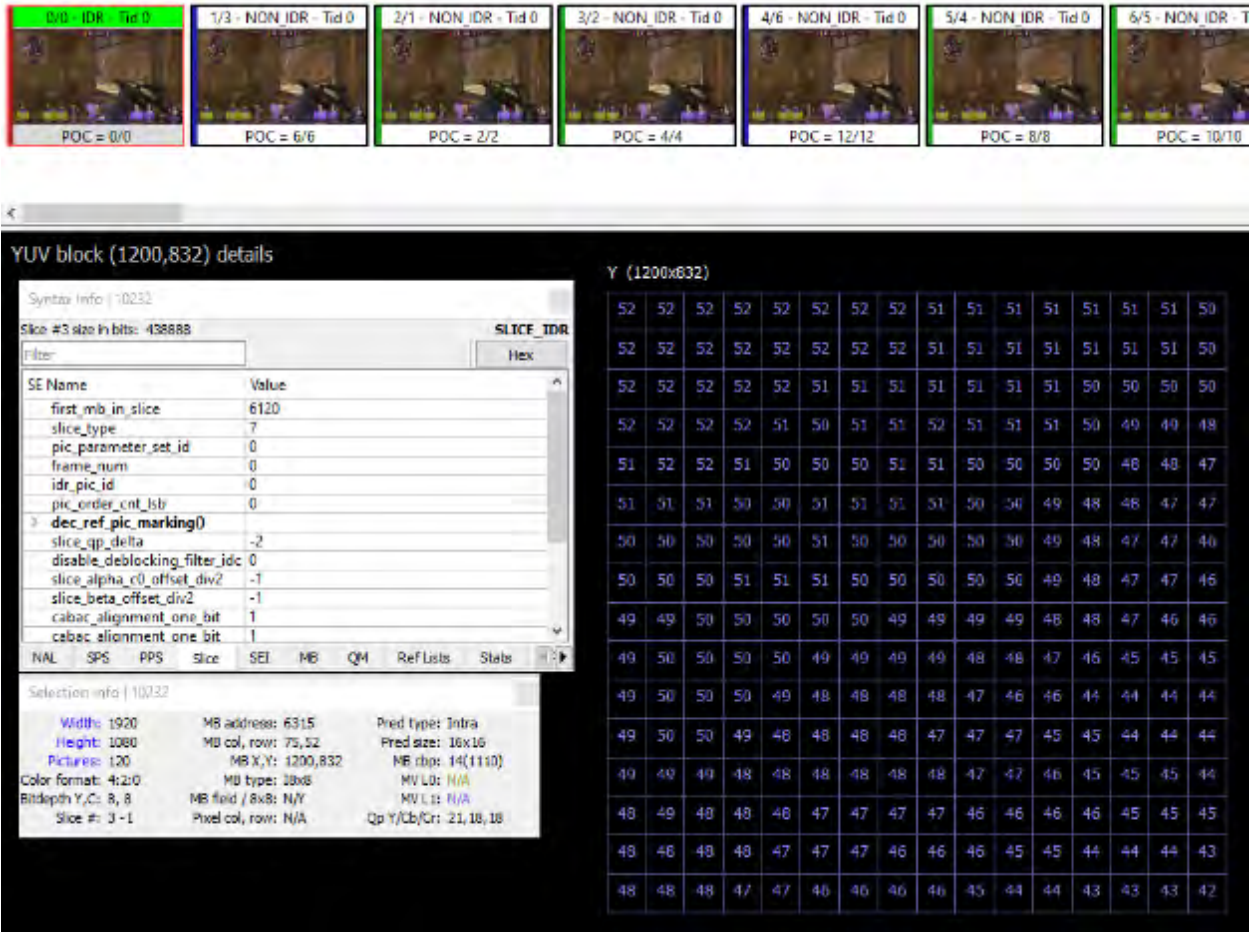 0/0 - IDR - Tid 0
1/3 - NON_IDR - Tid 0
2/1 - NON_IDR - Tid 0
3/2 - NON_IDR - Tid 0
4/6 - NON_IDR - Tid 0
5/4 - NON_IDR - Tid 0
6/5 - NON_IDR - T
POC = 0/0
POC = 6/6
POC = 2/2
POC = 4/4
POC = 12/12
POC = 8/8
POC = 10/10
YUV block (1200,832) details
Syntax Info | 10232
Slice #3 size in bits: 438888 SLICE_IDR
Filter Hex
SE Name Value
first_mb_in_slice 6120
slice_type 7
pic_parameter_set_id 0
frame_num 0
idr_pic_id 0
pic_order_cnt_lsb 0
dec_ref_pic_marking()
slice_qp_delta -2
disable_deblocking_filter_idc 0
slice_alpha_c0_offset_div2 -1
slice_beta_offset_div2 -1
cabac_alignment_one_bit 1
cabac_alignment_one_bit 1
NAL SPS PPS Slice SEI MB QM Ref Lists Stats
Selection info | 10232
Width: 1920 MB address: 6315 Pred type: Intra
Height: 1080 MB col, row: 75,52 Pred size: 16x16
Pictures: 120 MB X,Y: 1200,832 MB cbp: 14(1110)
Color format: 4:2:0 MB type: I8x8 MV L0: N/A
Bitdepth Y,C: 8, 8 MB field / 8x8: N/Y MV L1: N/A
Slice #: 3 -1 Pixel col, row: N/A Qp Y/Cb/Cr: 21,18,18
Y (1200x832)
52 52 52 52 52 52 52 52 51 51 51 51 51 51 51 50
52 52 52 52 52 52 52 52 51 51 51 51 51 51 51 50
52 52 52 52 52 51 51 51 51 51 51 51 50 50 50 50
52 52 52 52 51 50 51 51 52 51 51 51 50 49 49 48
51 52 52 51 50 50 50 51 51 50 50 50 50 48 48 47
51 51 51 50 50 51 51 51 51 50 50 49 48 48 47 47
50 50 50 50 50 51 50 50 50 50 50 49 48 47 47 46
50 50 50 51 51 51 50 50 50 50 50 49 48 47 47 46
49 49 50 50 50 50 50 49 49 49 49 48 48 47 46 46
49 50 50 50 50 49 49 49 49 48 48 47 46 45 45 45
49 50 50 50 49 48 48 48 48 47 46 46 44 44 44 44
49 50 50 49 48 48 48 48 47 47 45 45 44 44 44
49 49 49 48 48 48 48 48 48 47 47 46 45 45 45 44
48 49 48 48 48 47 47 47 47 46 46 46 46 45 45 45
48 48 48 48 47 47 47 46 46 46 45 45 44 44 44 43
48 48 48 47 47 46 46 46 46 45 44 44 43 43 43 42